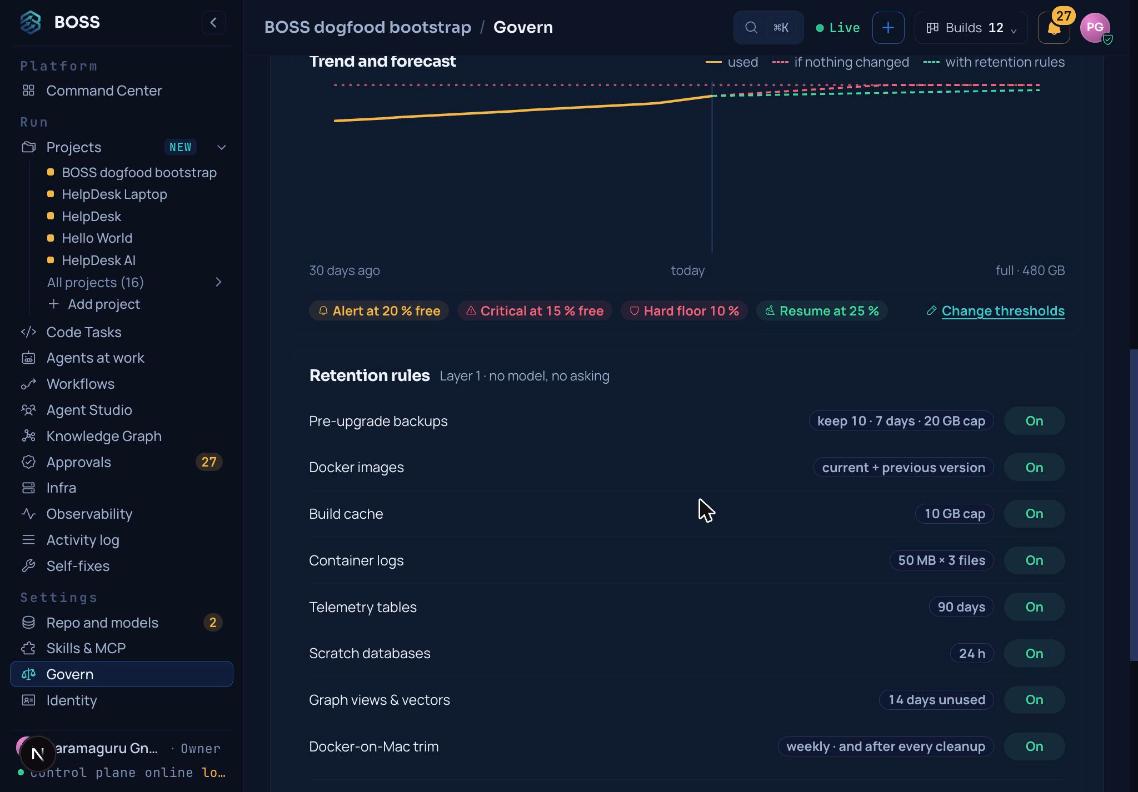 BOSS
BOSS dogfood bootstrap / Govern
⌘K
Live
Builds 12
27
PG
Platform
Command Center
Run
Projects NEW
BOSS dogfood bootstrap
HelpDesk Laptop
HelpDesk
Hello World
HelpDesk AI
All projects (16)
Add project
Code Tasks
Agents at work
Workflows
Agent Studio
Knowledge Graph
Approvals 27
Infra
Observability
Activity log
Self-fixes
Settings
Repo and models 2
Skills & MCP
Govern
Identity
N
aramaguru Gn… · Owner
control plane online lo…
Trend and forecast
used if nothing changed with retention rules
30 days ago today full · 480 GB
Alert at 20 % free Critical at 15 % free Hard floor 10 % Resume at 25 % Change thresholds
Retention rules Layer 1 · no model, no asking
Pre-upgrade backups keep 10 · 7 days · 20 GB cap On
Docker images current + previous version On
Build cache 10 GB cap On
Container logs 50 MB × 3 files On
Telemetry tables 90 days On
Scratch databases 24 h On
Graph views & vectors 14 days unused On
Docker-on-Mac trim weekly · and after every cleanup On